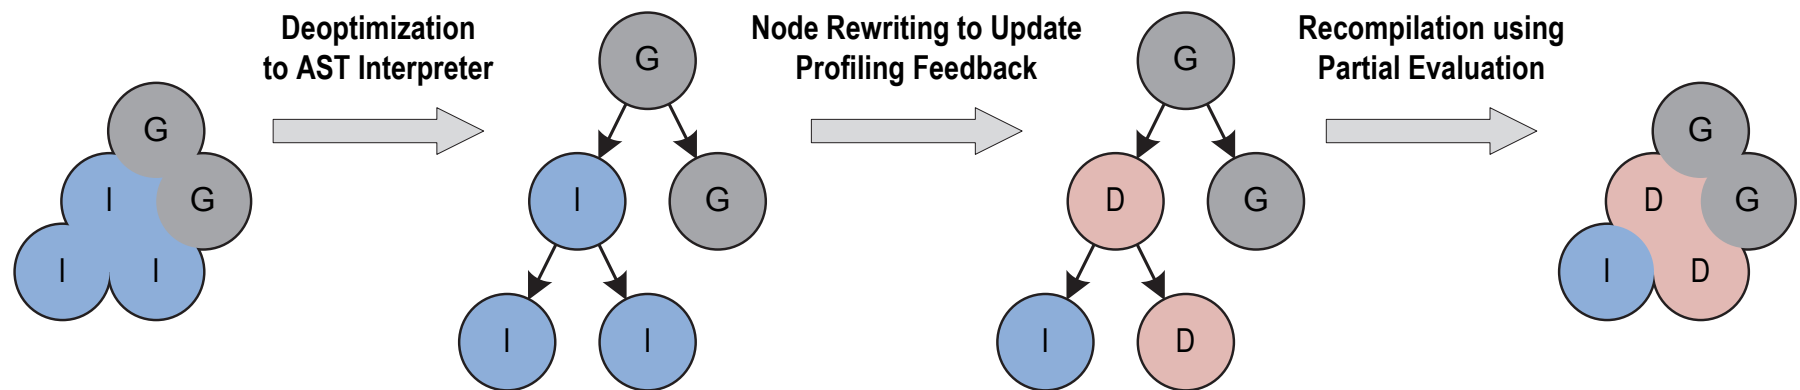 Deoptimization
to AST Interpreter
Node Rewriting to Update
Profiling Feedback
Recompilation using
Partial Evaluation
G
I
G
I
I
G
I
G
I
I
G
D
G
I
D
G
D
G
I
D